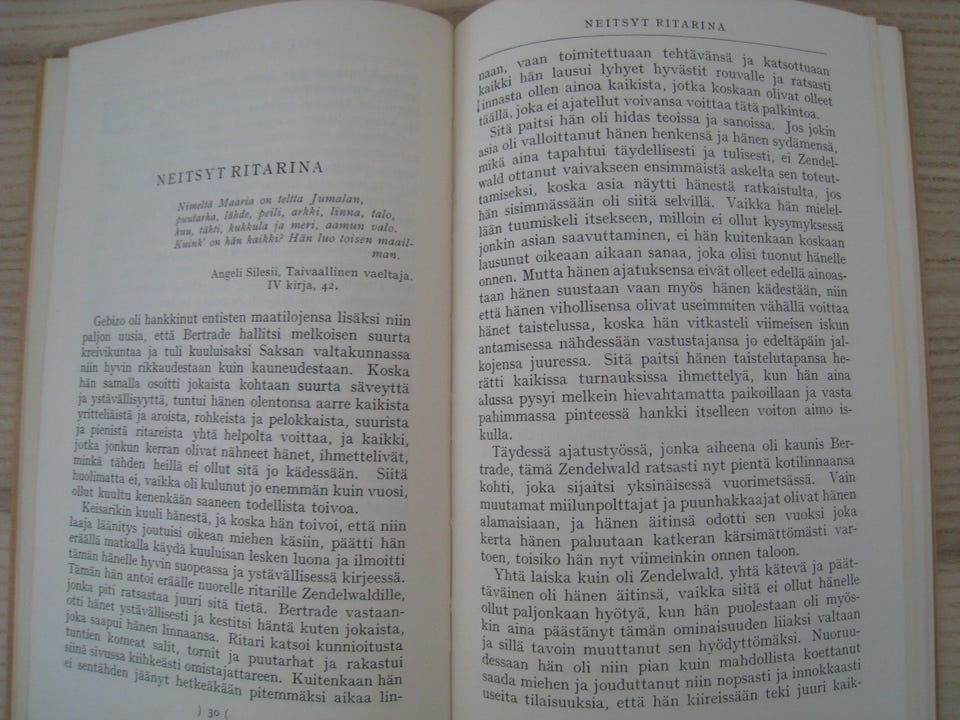 NEITSYT RITARINA
Nimeltä Maaria on teltta Jumalan,
puutarha, lähde, peili, arkki, linna, talo,
kuu, tähti, kukkula ja meri, aamun valo.
Kuink' on hän kaikki? Hän luo toisen maail-
man.
Angeli Silesii, Taivaallinen vaeltaja.
IV kirja, 42.
Gebizo oli hankkinut entisten maatilojensa lisäksi niin
paljon uusia, että Bertrade hallitsi melkoisen suurta
kreivikuntaa ja tuli kuuluisaksi Saksan valtakunnassa
niin hyvin rikkaudestaan kuin kauneudestaan. Koska
hän samalla osoitti jokaista kohtaan suurta säveyttä
ja ystävällisyyttä, tuntui hänen olentonsa aarre kaikista
yritteliäistä ja aroista, rohkeista ja pelokkaista, suurista
ja pienistä ritareista yhtä helpolta voittaa, ja kaikki,
jotka jonkun kerran olivat nähneet hänet, ihmettelivät,
minkä tähden heillä ei ollut sitä jo kädessään. Siitä
huolimatta ei, vaikka oli kulunut jo enemmän kuin vuosi,
ollut kuultu kenenkään saaneen todellista toivoa.
Keisarikin kuuli hänestä, ja koska hän toivoi, että niin
laaja läänitys joutuisi oikean miehen käsiin, päätti hän
eräällä matkalla käydä kuuluisan lesken luona ja ilmoitti
tämän hänelle hyvin suopeassa ja ystävällisessä kirjeessä.
Tämän hän antoi eräälle nuorelle ritarille Zendelwaldille,
jonka piti ratsastaa juuri sitä tietä. Bertrade vastaan-
otti hänet ystävällisesti ja kestitsi häntä kuten jokaista,
joka saapui hänen linnaansa. Ritari katsoi kunnioitusta
tuntien komeat salit, tornit ja puutarhat ja rakastui
siinä sivussa kiihkeästi omistajattareen. Kuitenkaan hän
ei sentähden jäänyt hetkeäkään pitemmäksi aikaa lin-
) 30 (
NEITSYT RITARINA
naan, vaan toimitettuaan tehtävänsä ja katsottuaan
kaikki hän lausui lyhyet hyvästit rouvalle ja ratsasti
linnasta ollen ainoa kaikista, jotka koskaan olivat olleet
täällä, joka ei ajatellut voivansa voittaa tätä palkintoa.
Sitä paitsi hän oli hidas teoissa ja sanoissa. Jos jokin
asia oli valloittanut hänen henkensä ja hänen sydämensä,
mikä aina tapahtui täydellisesti ja tulisesti, ei Zendel-
wald ottanut vaivakseen ensimmäistä askelta sen toteut-
tamiseksi, koska asia näytti hänestä ratkaistulta, jos
hän sisimmässään oli siitä selvillä. Vaikka hän mielel-
lään tuumiskeli itsekseen, milloin ei ollut kysymyksessä
jonkin asian saavuttaminen, ei hän kuitenkaan koskaan
lausunut oikeaan aikaan sanaa, joka olisi tuonut hänelle
onnen. Mutta hänen ajatuksensa eivät olleet edellä ainoas-
taan hänen suustaan vaan myös hänen kädestään, niin
että hänen vihollisensa olivat useimmiten vähällä voittaa
hänet taistelussa, koska hän vitkasteli viimeisen iskun
antamisessa nähdessään vastustajansa jo edeltäpäin jal-
kojensa juuressa. Sitä paitsi hänen taistelutapansa he-
rätti kaikissa turnauksissa ihmettelyä, kun hän aina
alussa pysyi melkein hievahtamatta paikoillaan ja vasta
pahimmassa pinteessä hankki itselleen voiton aimo is-
kulla.
Täydessä ajatustyössä, jonka aiheena oli kaunis Ber-
trade, tämä Zendelwald ratsasti nyt pientä kotilinnaansa
kohti, joka sijaitsi yksinäisessä vuorimetsässä. Vain
muutamat miilunpolttajat ja puunhakkaajat olivat hänen
alamaisiaan, ja hänen äitinsä odotti sen vuoksi joka
kerta hänen paluutaan katkeran kärsimättömästi var-
toen, toisiko hän nyt viimeinkin onnen taloon.
Yhtä laiska kuin oli Zendelwald, yhtä kätevä ja päät-
täväinen oli hänen äitinsä, vaikka siitä ei ollut hänelle
ollut paljonkaan hyötyä, kun hän puolestaan oli myös-
kin aina päästänyt tämän ominaisuuden liiaksi valtaan
ja sillä tavoin muuttanut sen hyödyttömäksi. Nuoruu-
dessaan hän oli niin pian kuin mahdollista koettanut
saada miehen ja jouduttanut niin nopsasti ja innokkaasti
useita tilaisuuksia, että hän kiireissään teki juuri kaik-